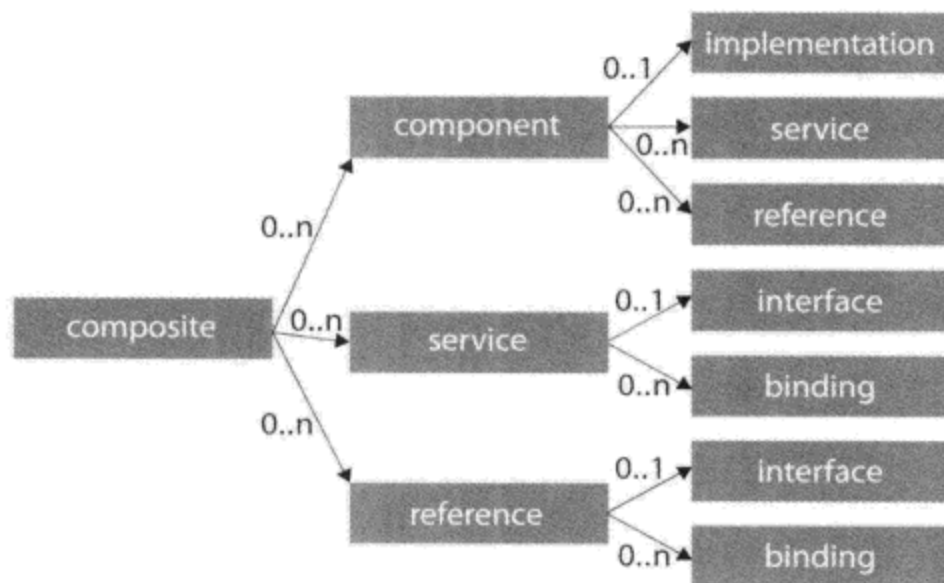 implementation
0..1
component
service
0..n
0..n
reference
0..n
interface
0..1
composite
0..n
service
0..n
binding
0..n
interface
0..1
reference
0..n
binding